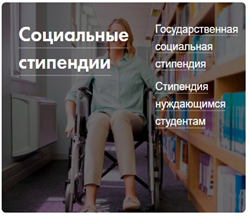 Социальные
стипендии
Государственная
социальная
стипендия
Стипендия
нуждающимся
студентам